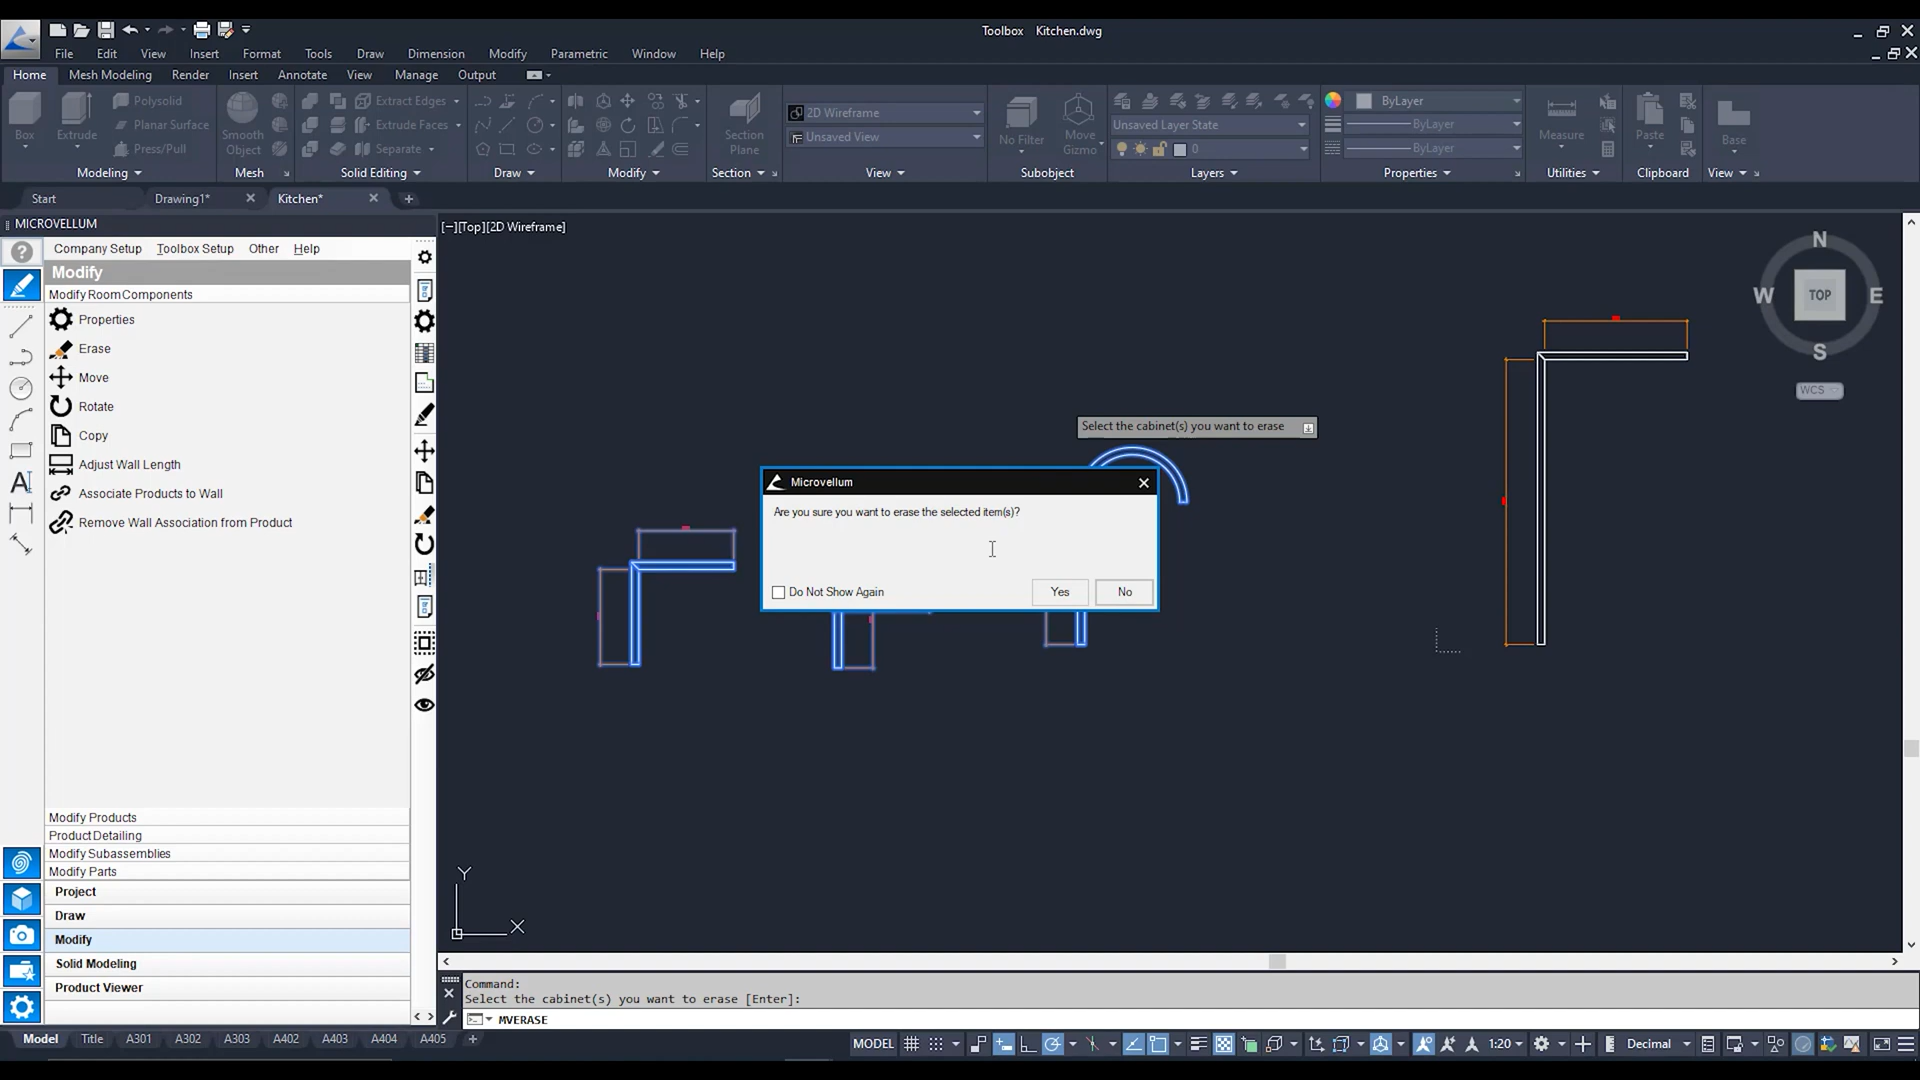 Toolbox Kitchen.dwg
File Edit View Insert Format Tools Draw Dimension Modify Parametric Window Help
Home Mesh Modeling Render Insert Annotate View Manage Output
Box
Extrude
Polysolid
Planar Surface
Press/Pull
Smooth
Object
Extract Edges
Extrude Faces
Separate
Section
Plane
2D Wireframe
Unsaved View
No Filter
Move
Gizmo
Unsaved Layer State
0
ByLayer
ByLayer
ByLayer
Measure
Paste
Base
Modeling Mesh Solid Editing Draw Modify Section View Subobject Layers Properties Utilities Clipboard View
Start Drawing1* Kitchen*
MICROVELLUM
Company Setup Toolbox Setup Other Help
Modify
Modify Room Components
Properties
Erase
Move
Rotate
Copy
Adjust Wall Length
Associate Products to Wall
Remove Wall Association from Product
Modify Products
Product Detailing
Modify Subassemblies
Modify Parts
Project
Draw
Modify
Solid Modeling
Product Viewer
[−][Top][2D Wireframe]
N
W TOP E
S
WCS
Select the cabinet(s) you want to erase
Microvellum
Are you sure you want to erase the selected item(s)?
Do Not Show Again Yes No
Y
X
Command:
Select the cabinet(s) you want to erase [Enter]:
MVERASE
Model Title A301 A302 A303 A402 A403 A404 A405
MODEL 1:20 Decimal